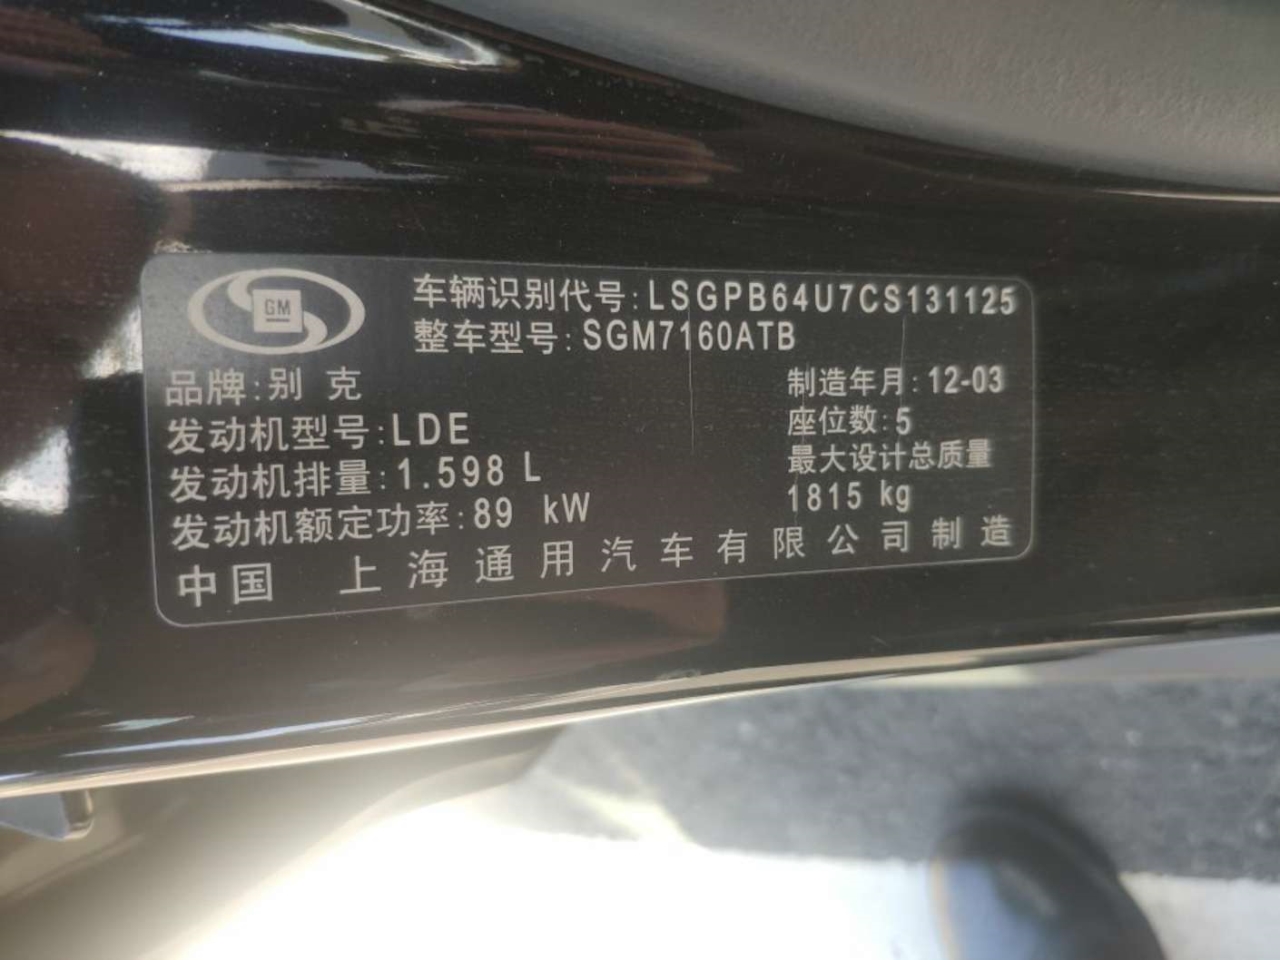 GM
车辆识别代号:LSGPB64U7CS131125
整车型号:SGM7160ATB
品牌:别克
制造年月:12-03
发动机型号:LDE
座位数:5
发动机排量:1.598 L
最大设计总质量
1815 kg
发动机额定功率:89 kW
中国 上海通用汽车有限公司制造